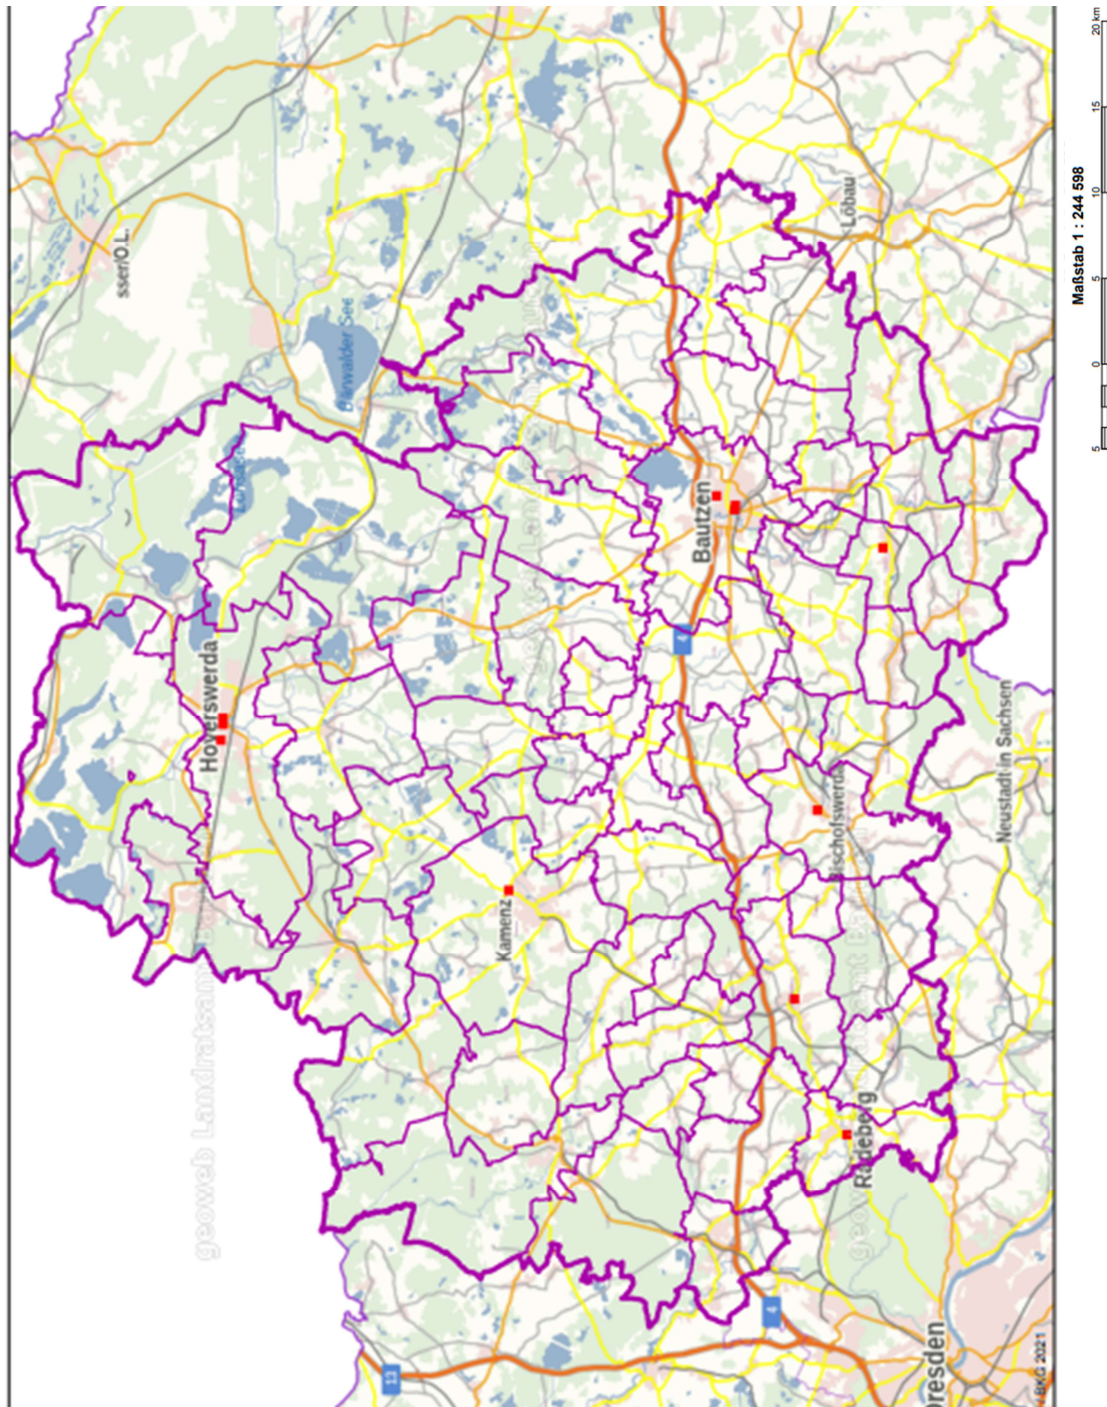 sser/O.L.
Bärwalder See
Löbau
Hoyerswerda
Bautzen
4
Kamenz
Bischofswerda
Neustadt in Sachsen
Radeberg
geoweb Landratsamt
4
13
Dresden
BKG 2021
Maßstab 1 : 244 598
5
0
5
10
15
20 km